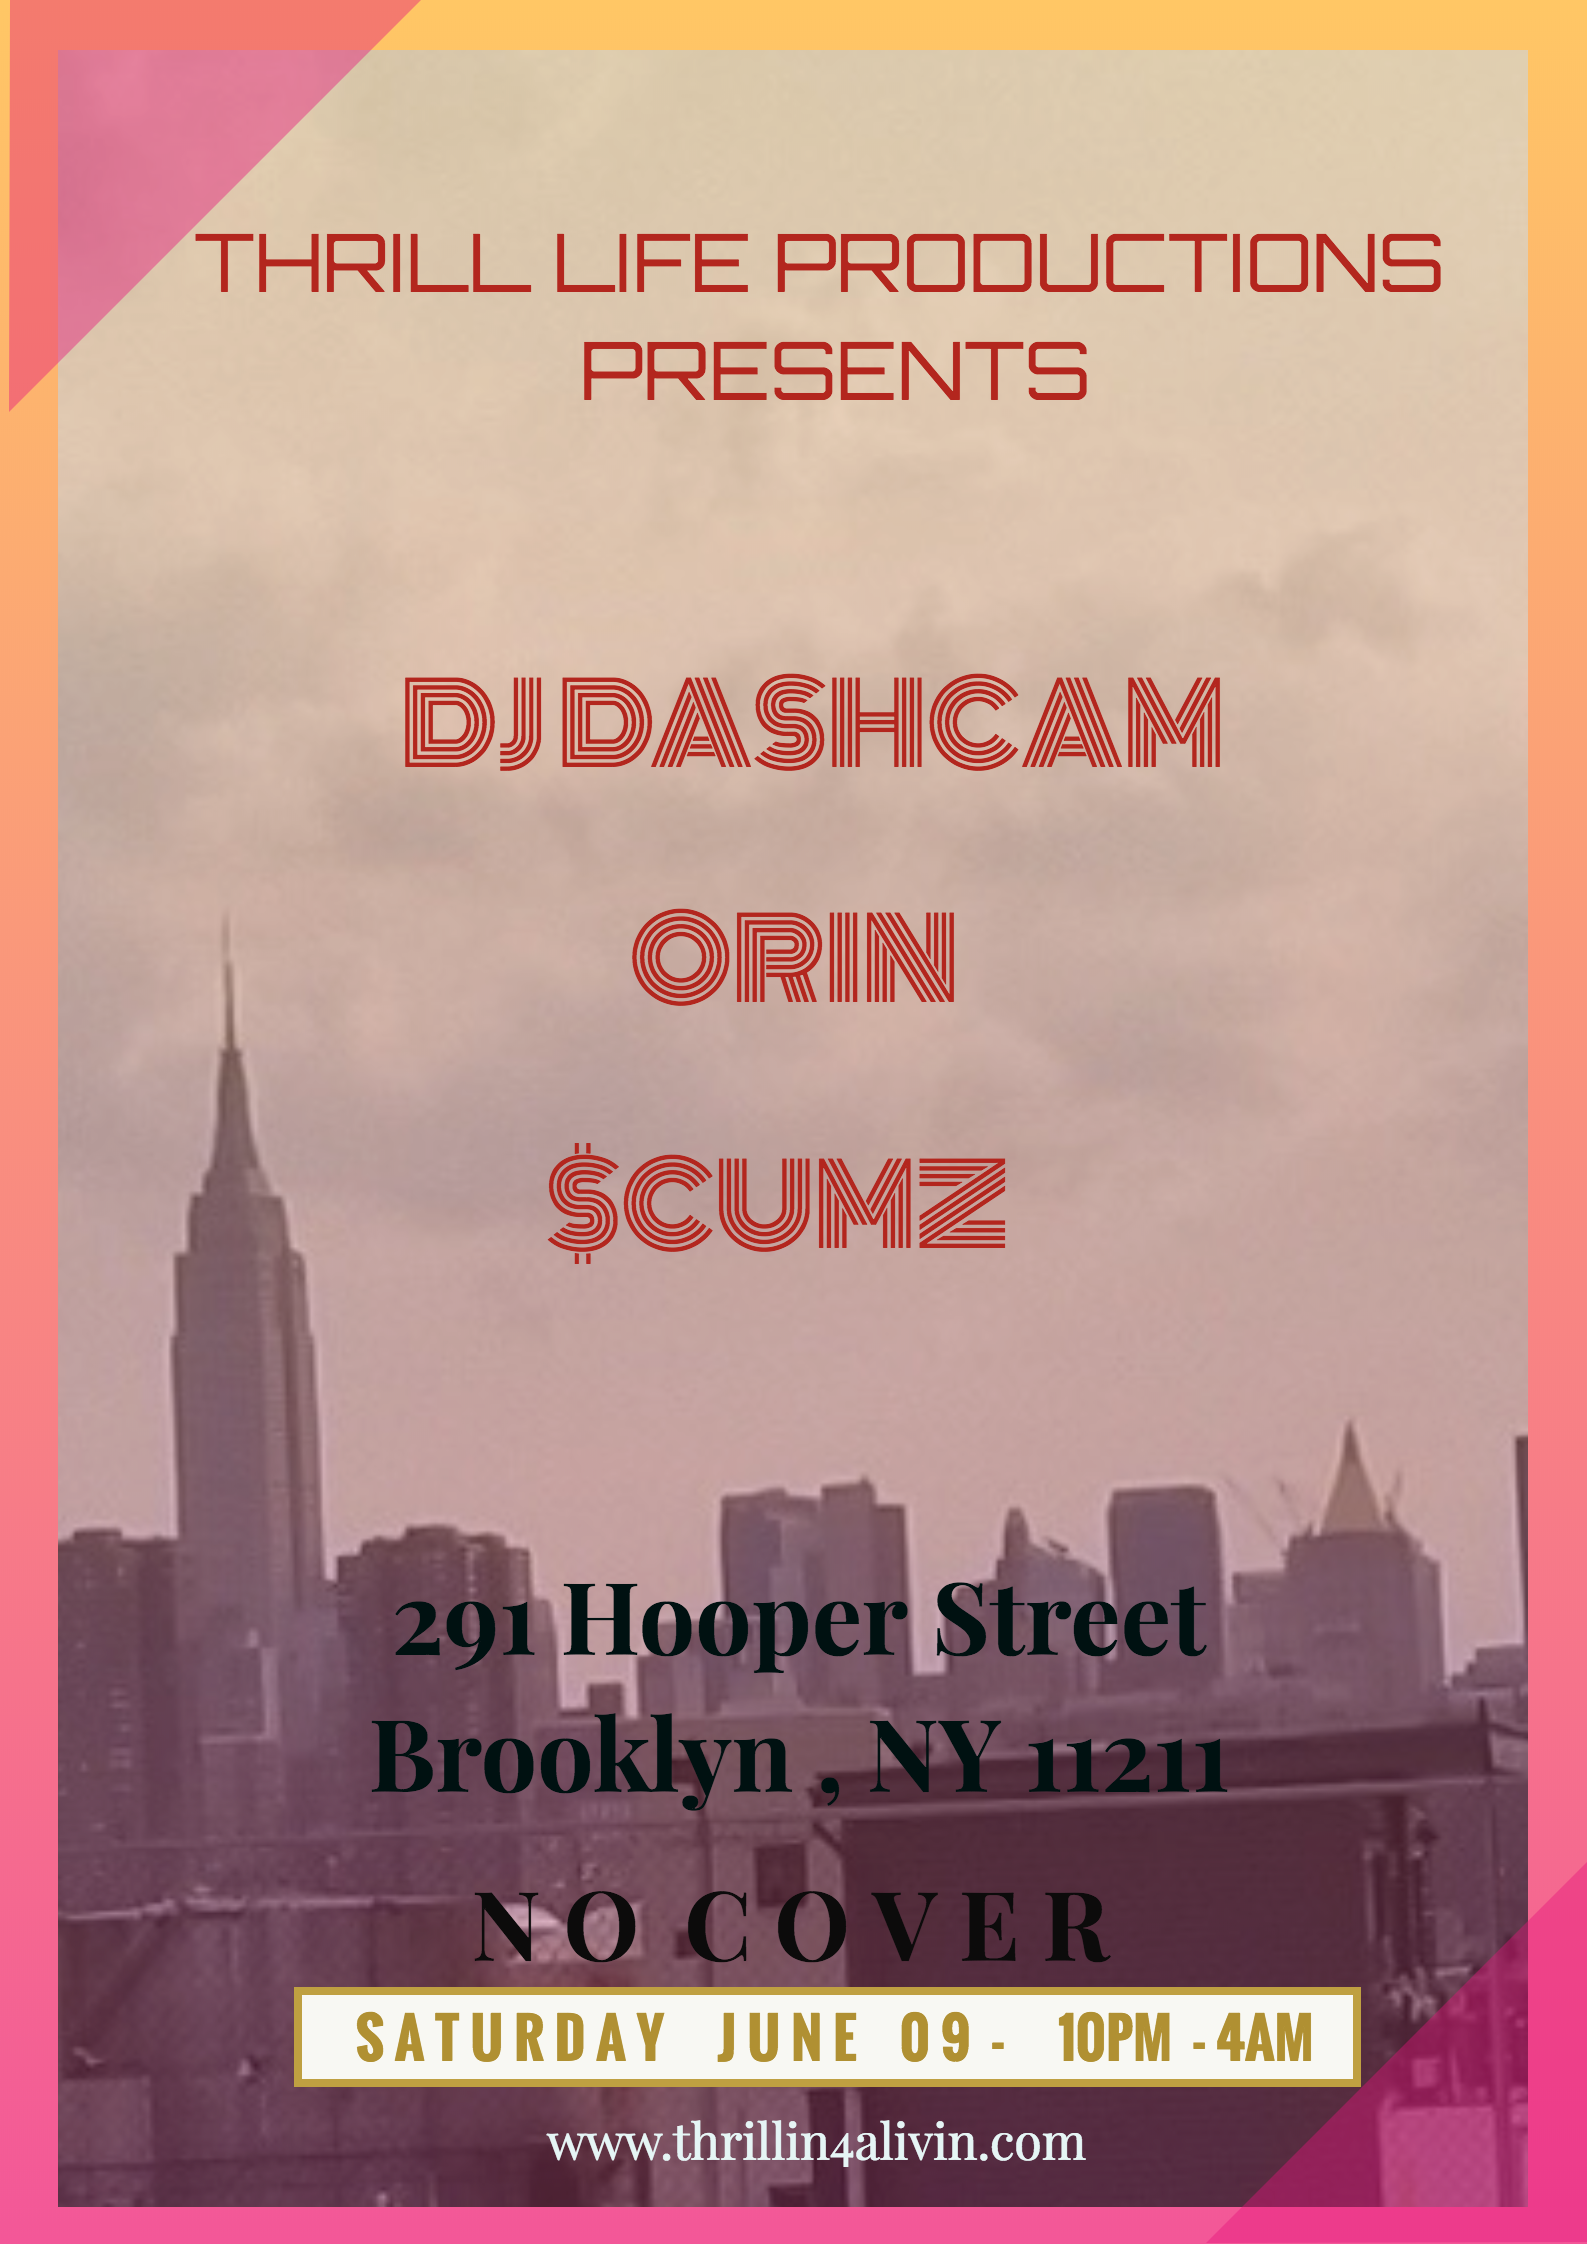 THRILL LIFE PRODUCTIONS
PRESENTS
DJ DASHCAM
ORIN
$CUMZ
291 Hooper Street
Brooklyn , NY 11211
NO COVER
SATURDAY JUNE 09 - 10PM - 4AM
www.thrillin4alivin.com